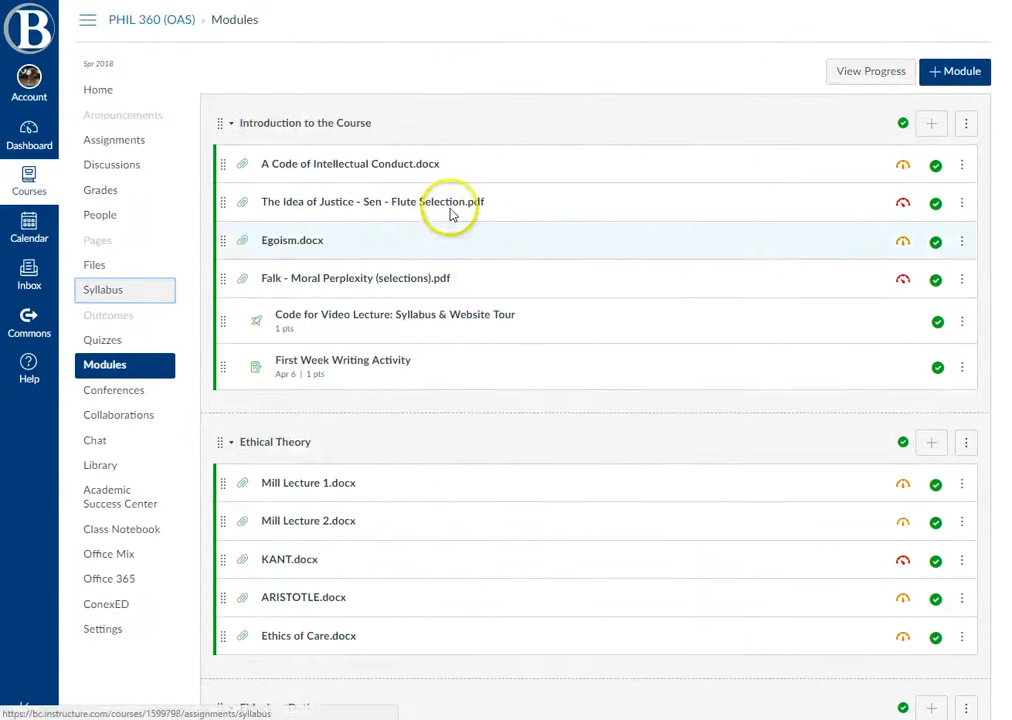 B
PHIL 360 (OAS) › Modules
Account
Dashboard
Courses
Calendar
Inbox
Commons
Help
Spr 2018
Home
Announcements
Assignments
Discussions
Grades
People
Pages
Files
Syllabus
Outcomes
Quizzes
Modules
Conferences
Collaborations
Chat
Library
Academic
Success Center
Class Notebook
Office Mix
Office 365
ConexED
Settings
View Progress
+ Module
Introduction to the Course
A Code of Intellectual Conduct.docx
The Idea of Justice - Sen - Flute Selection.pdf
Egoism.docx
Falk - Moral Perplexity (selections).pdf
Code for Video Lecture: Syllabus & Website Tour
1 pts
First Week Writing Activity
Apr 6 | 1 pts
Ethical Theory
Mill Lecture 1.docx
Mill Lecture 2.docx
KANT.docx
ARISTOTLE.docx
Ethics of Care.docx
https://bc.instructure.com/courses/1599798/assignments/syllabus